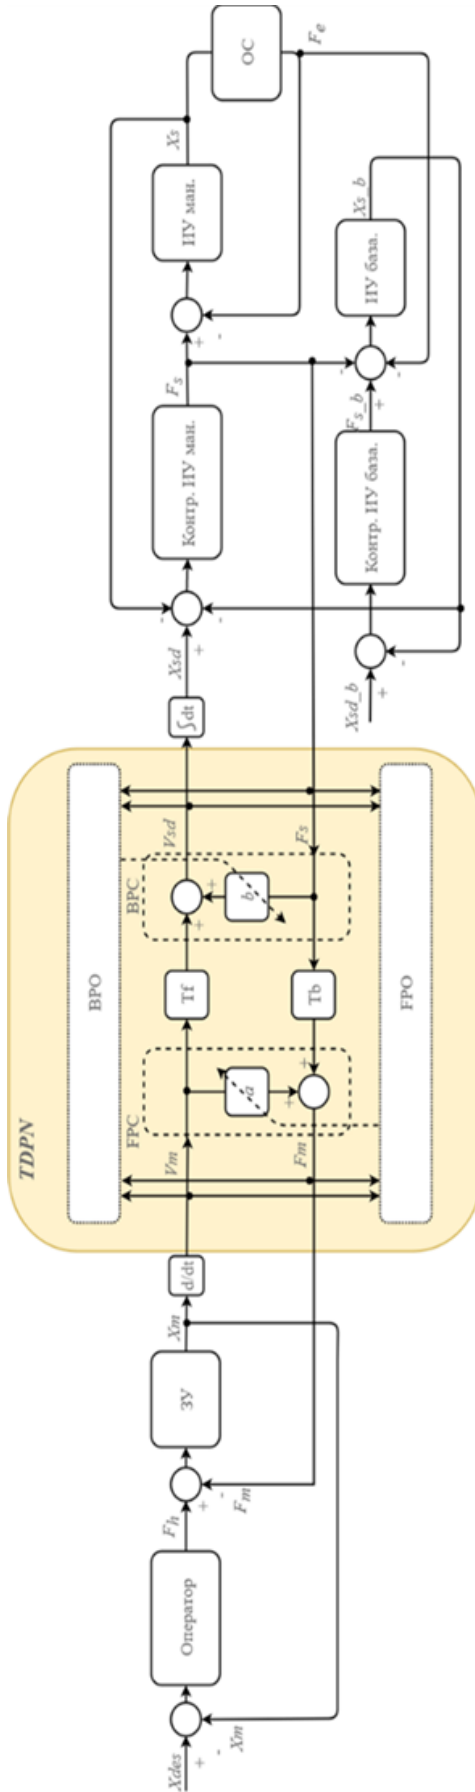 TDPN
BPO
FPC
BPC
Xdes
+
-
Xm
Оператор
Fh
+
-
Fm
ЗУ
Xm
d/dt
Vm
Tf
+
+
Vsd
∫dt
Xsd
+
-
-
Контр. ПУ ман.
Fs
+
-
ПУ ман.
Xs
ОС
Fe
a
+
+
Fm
Tb
b
Fs
FPO
Xsd_b
+
-
Контр. ПУ база.
Fs_b
+
-
-
ПУ база.
Xs_b